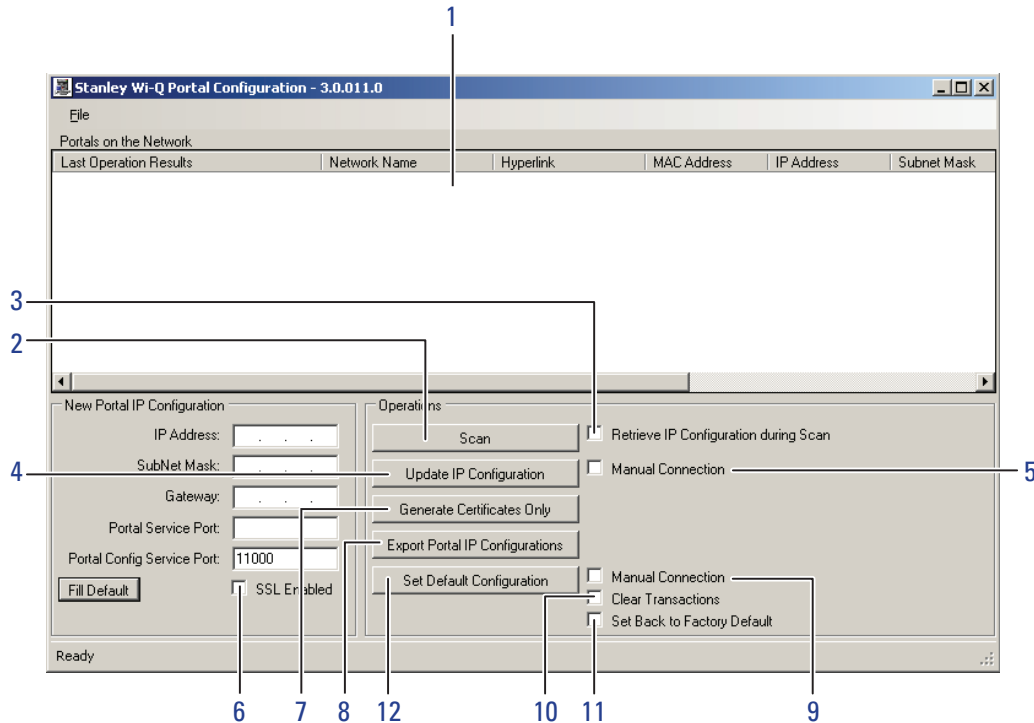 1
Stanley Wi-Q Portal Configuration - 3.0.011.0
File
Portals on the Network
Last Operation Results Network Name Hyperlink MAC Address IP Address Subnet Mask
3
2
New Portal IP Configuration
Operations
IP Address: . . .
Scan
Retrieve IP Configuration during Scan
4
SubNet Mask: . . .
Update IP Configuration
Manual Connection
5
Gateway: . . .
Generate Certificates Only
Portal Service Port:
Export Portal IP Configurations
Portal Config Service Port: 11000
Set Default Configuration
Manual Connection
Fill Default
SSL Enabled
Clear Transactions
Set Back to Factory Default
Ready
6 7 8 12 10 11 9